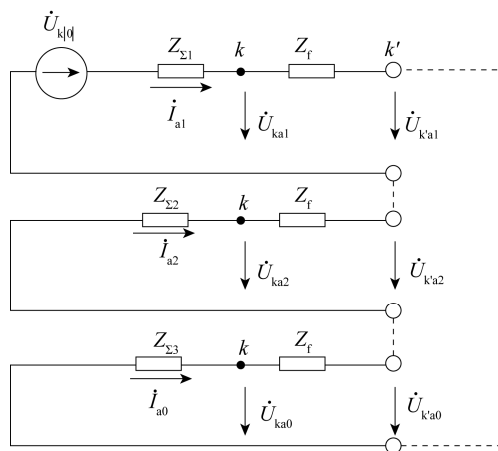 U̇k|0|
ZΣ1 k Zf k′
İa1 U̇ka1 U̇k′a1
ZΣ2 k Zf
İa2 U̇ka2 U̇k′a2
ZΣ3 k Zf
İa0 U̇ka0 U̇k′a0